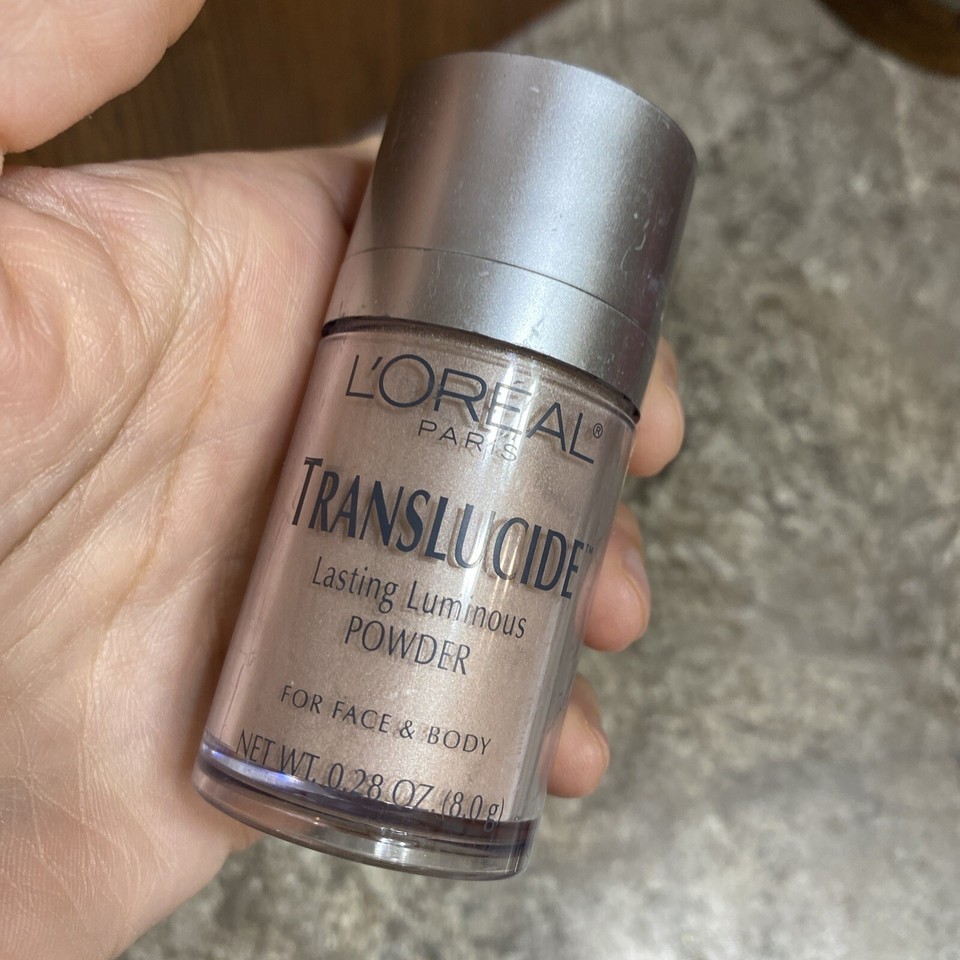 L'ORÉAL®
PARIS
TRANSLUCIDE™
Lasting Luminous
POWDER
FOR FACE & BODY
NET WT. 0.28 OZ. (8.0 g)